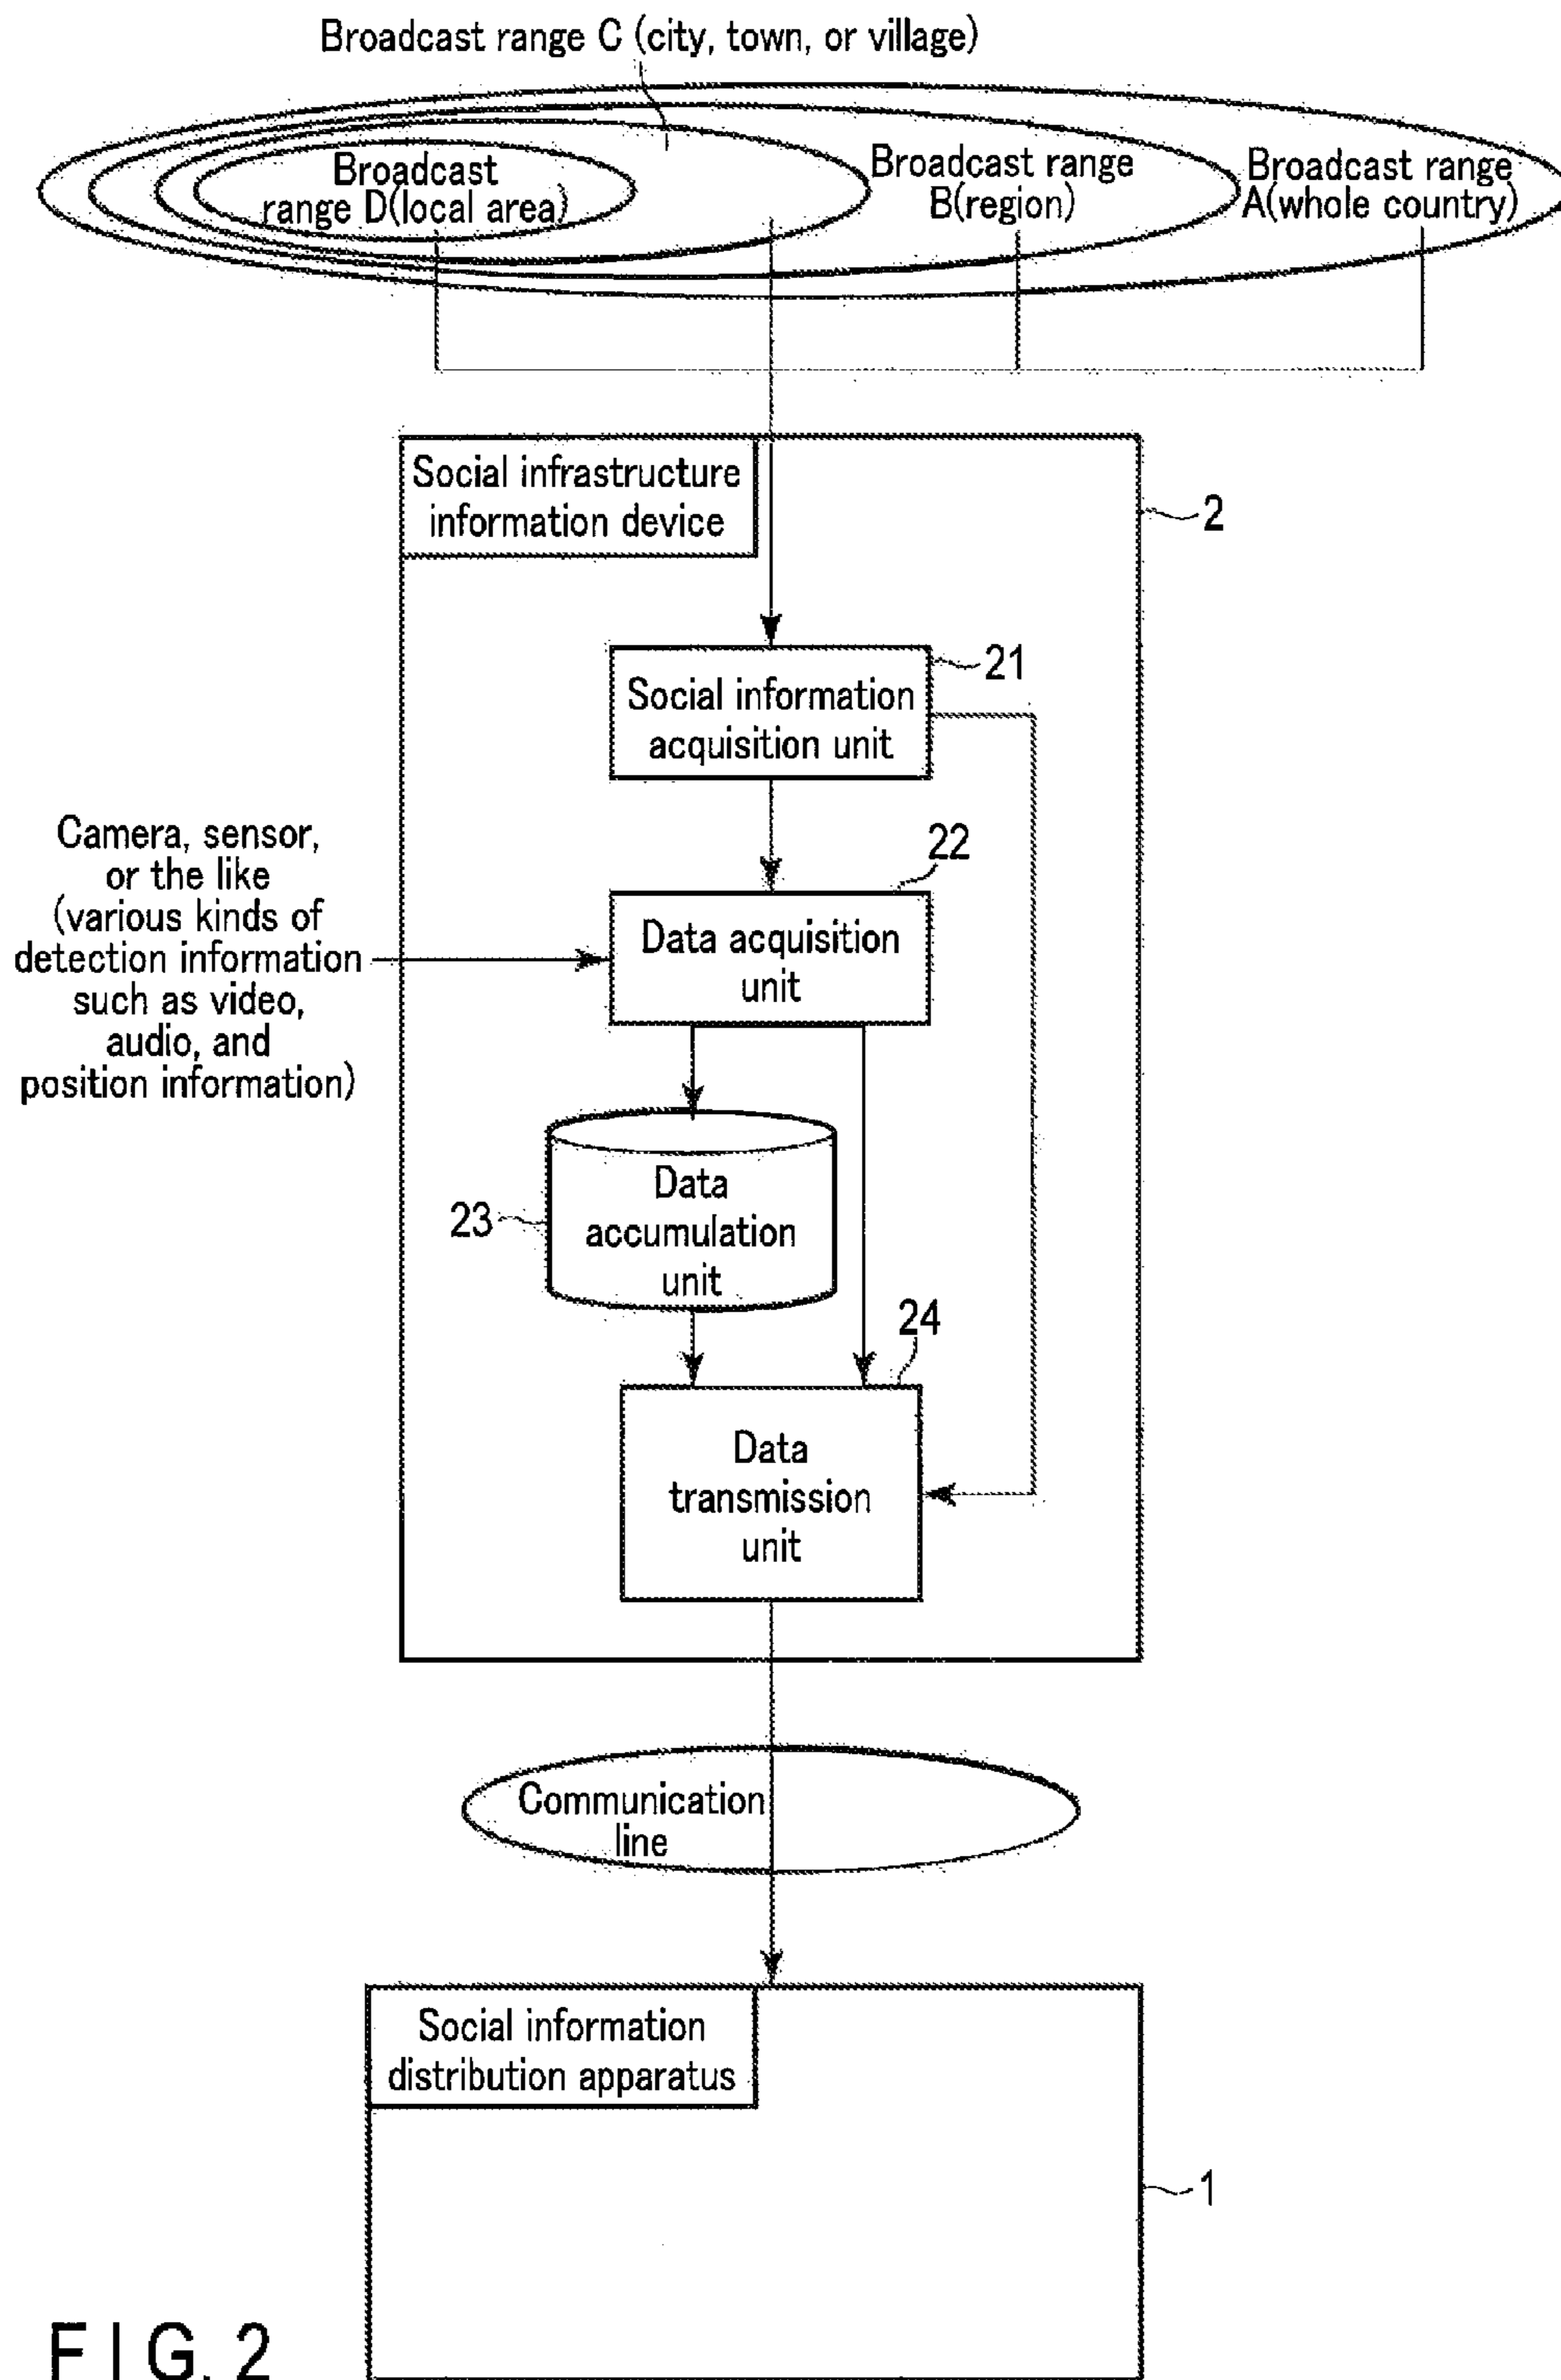 Broadcast range C (city, town, or village)
Broadcast
range D(local area)
Broadcast range
B(region)
Broadcast range
A(whole country)
Social infrastructure
information device
2
21
Social information
acquisition unit
Camera, sensor,
or the like
(various kinds of
detection information
such as video,
audio, and
position information)
22
Data acquisition
unit
23
Data
accumulation
unit
24
Data
transmission
unit
Communication
line
Social information
distribution apparatus
1
FIG. 2